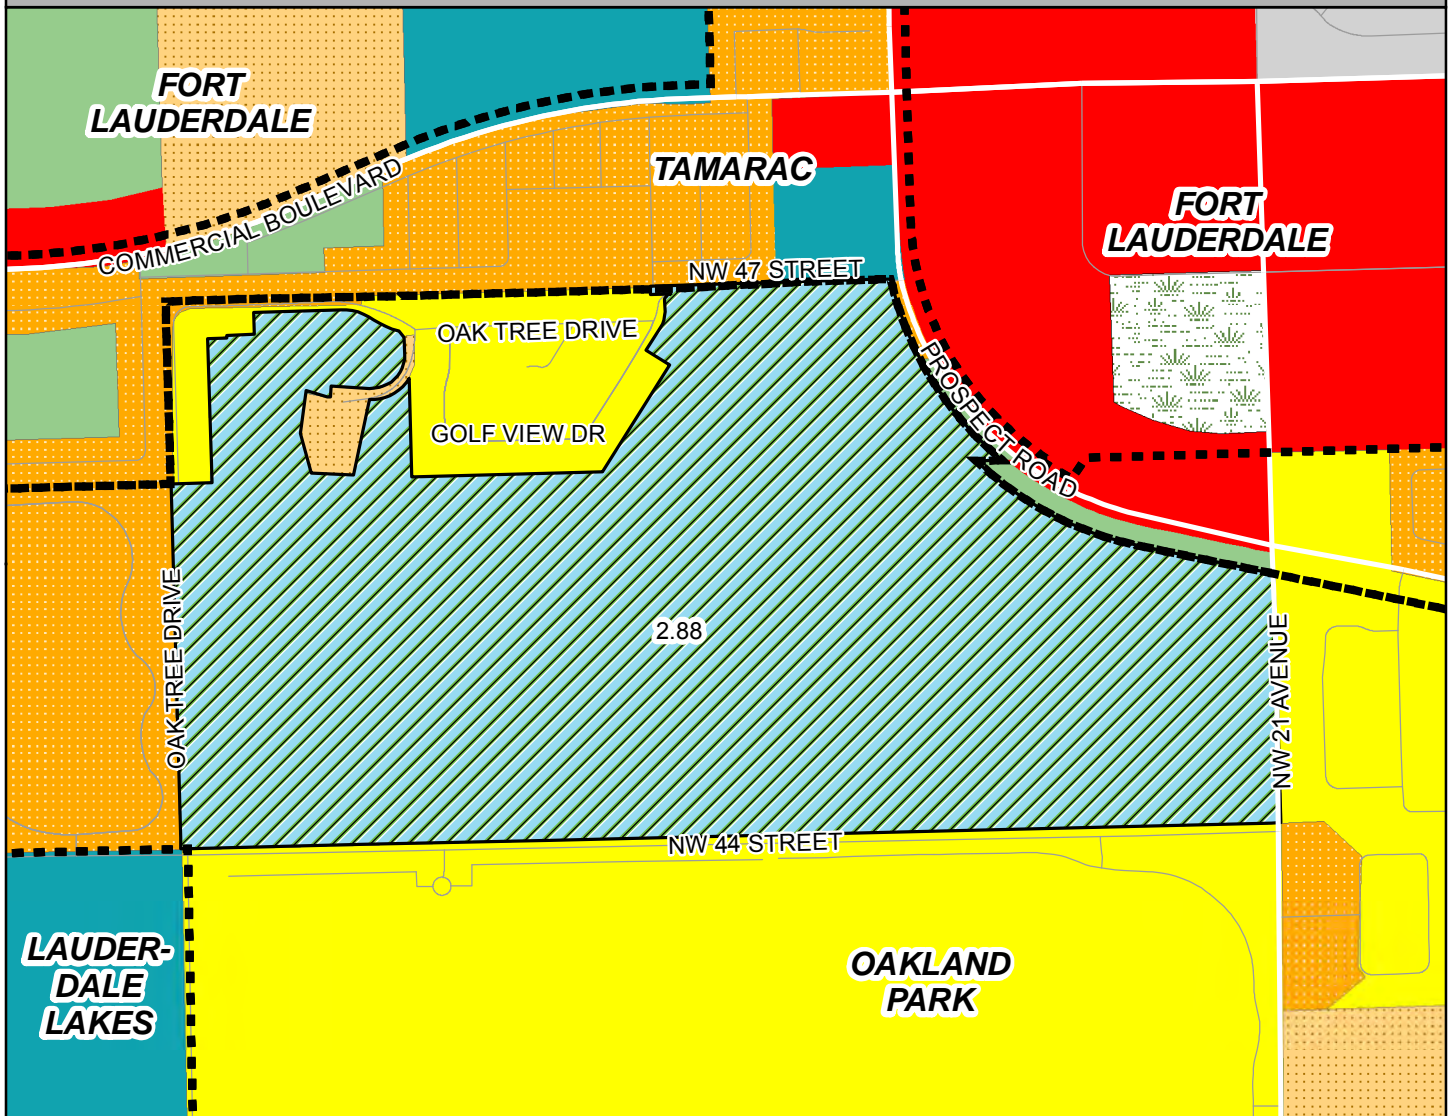 FORT
LAUDERDALE
TAMARAC
COMMERCIAL BOULEVARD
FORT
LAUDERDALE
NW 47 STREET
OAK TREE DRIVE
GOLF VIEW DR
PROSPECT ROAD
OAK TREE DRIVE
2.88
NW 21 AVENUE
NW 44 STREET
LAUDER-
DALE
LAKES
OAKLAND
PARK